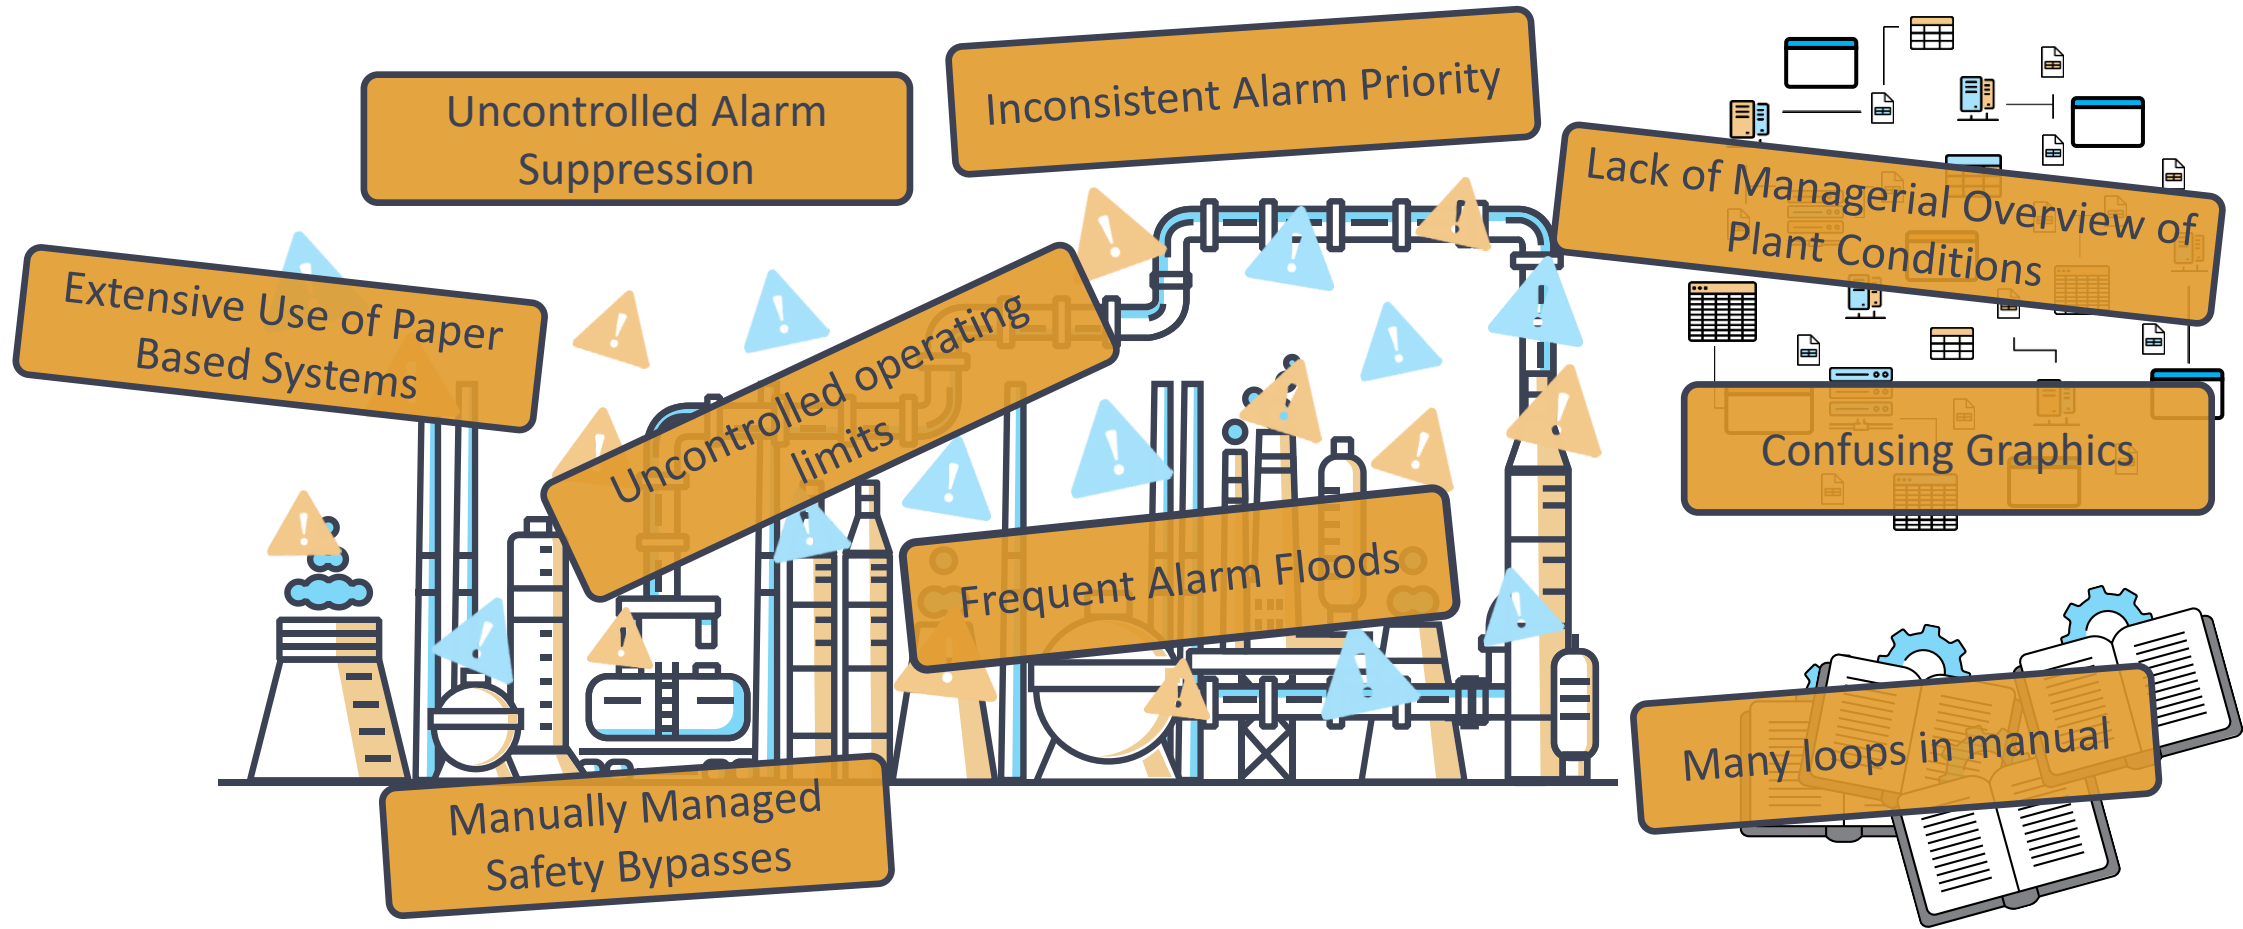 Uncontrolled Alarm
Suppression
Inconsistent Alarm Priority
Lack of Managerial Overview of
Plant Conditions
Extensive Use of Paper
Based Systems
Uncontrolled operating
limits
Confusing Graphics
Frequent Alarm Floods
Many loops in manual
Manually Managed
Safety Bypasses